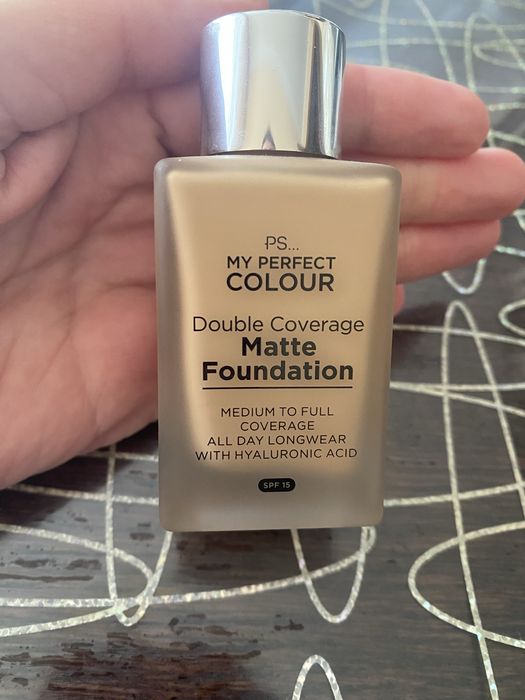 PS...
MY PERFECT
COLOUR
Double Coverage
Matte
Foundation
MEDIUM TO FULL
COVERAGE
ALL DAY LONGWEAR
WITH HYALURONIC ACID
SPF 15